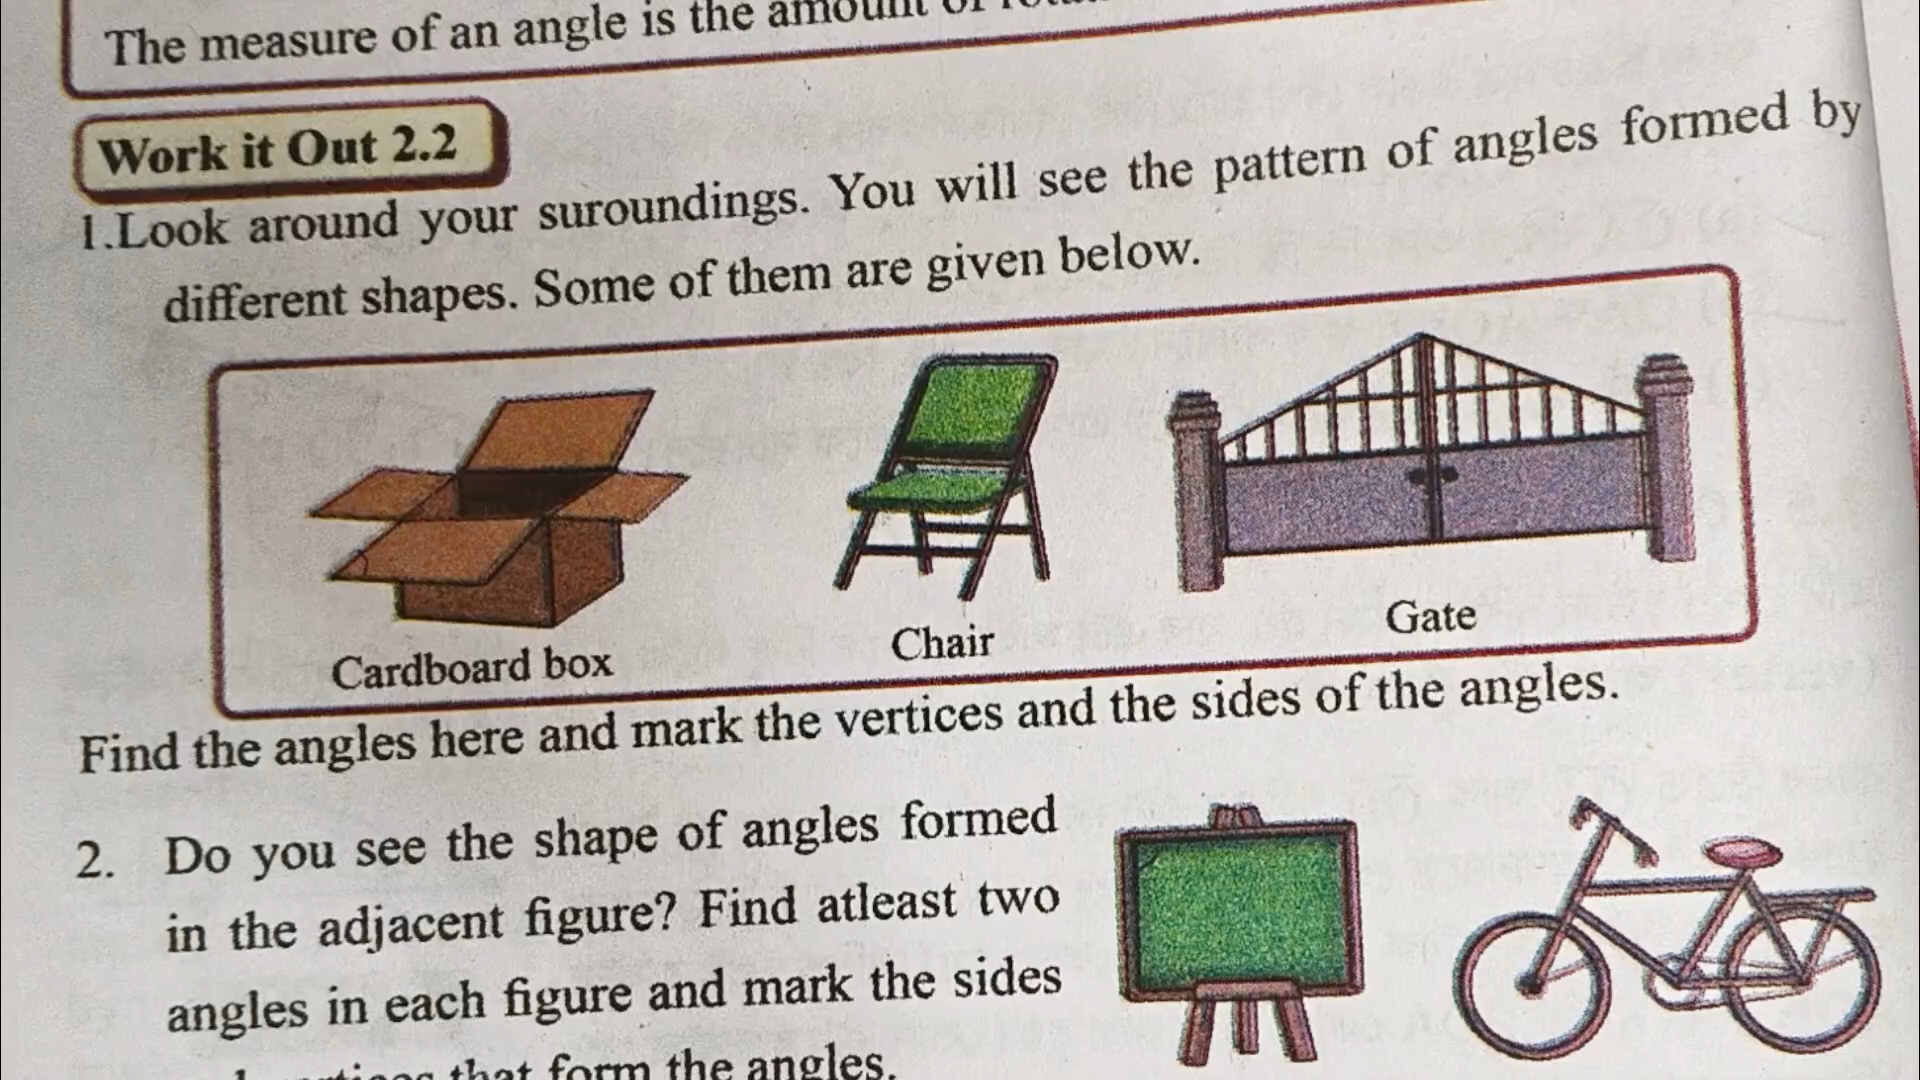 The measure of an angle is the amount of
Work it Out 2.2
1.Look around your suroundings. You will see the pattern of angles formed by
different shapes. Some of them are given below.
Cardboard box
Chair
Gate
Find the angles here and mark the vertices and the sides of the angles.
2. Do you see the shape of angles formed
in the adjacent figure? Find atleast two
angles in each figure and mark the sides
that form the angles.